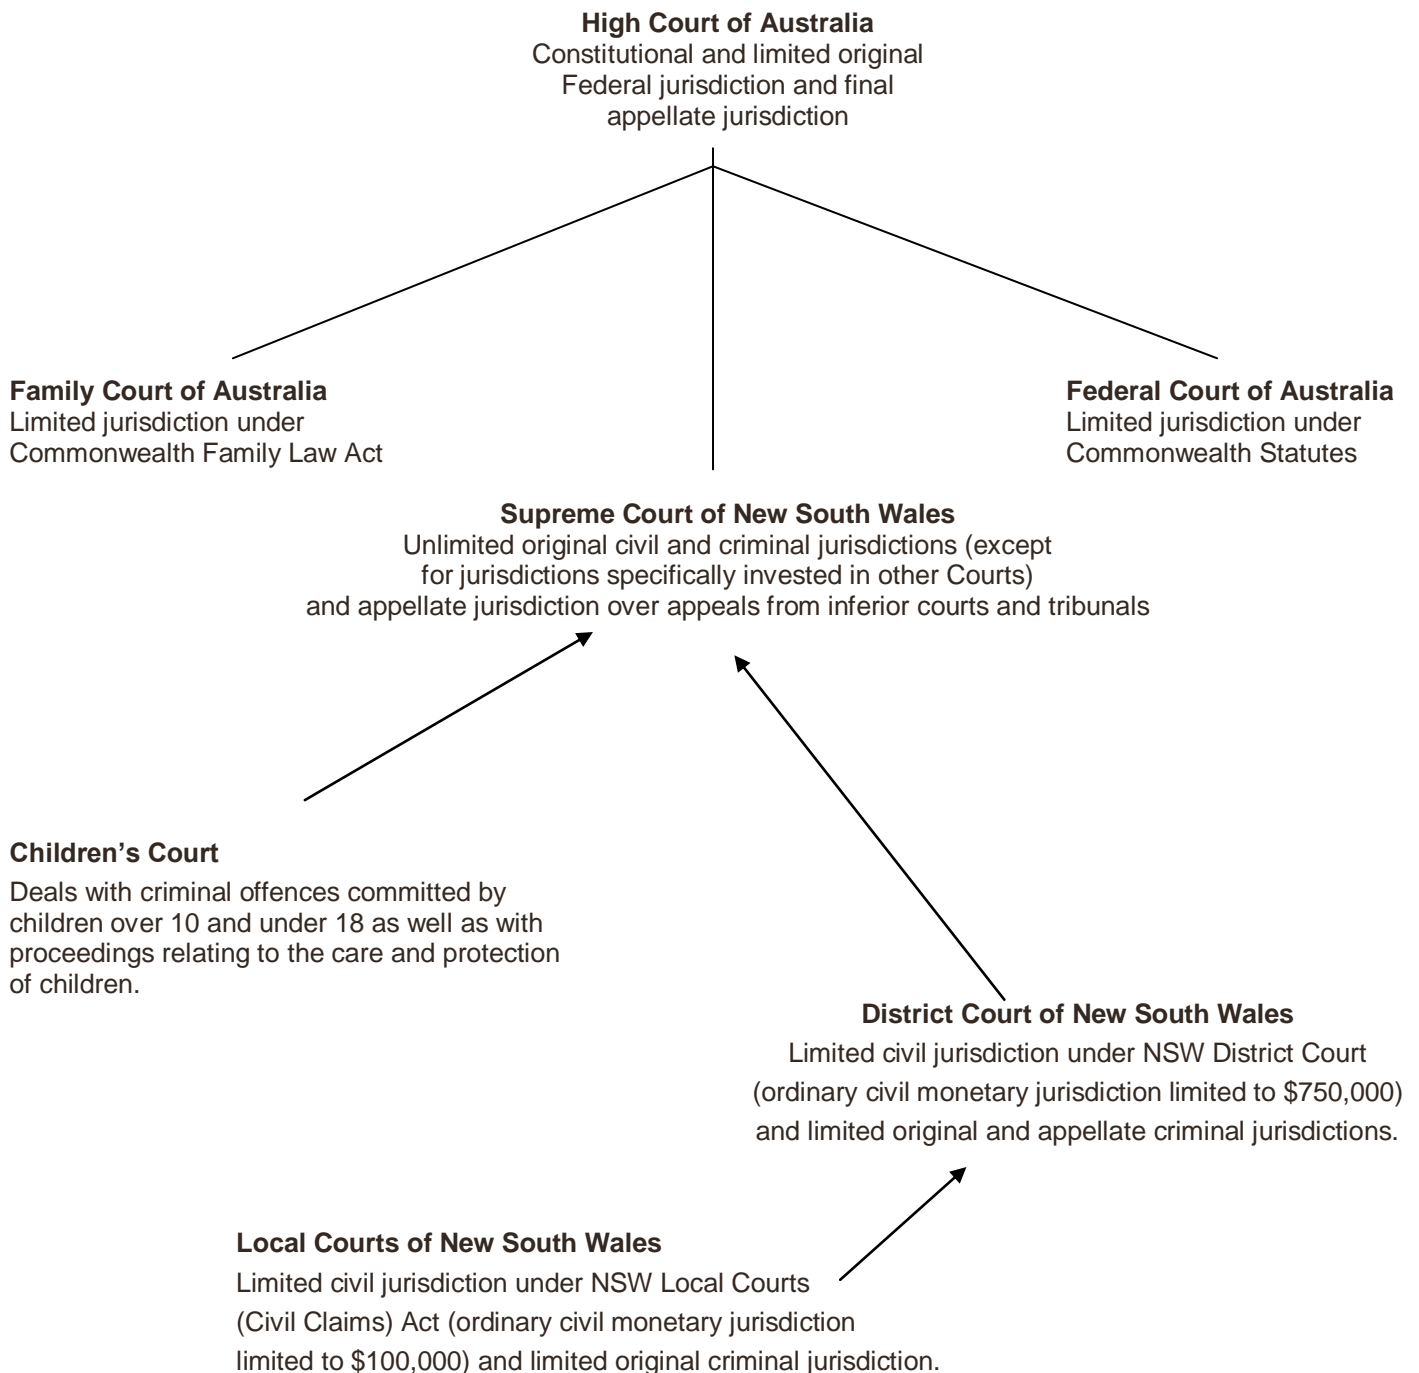 High Court of Australia
Constitutional and limited original
Federal jurisdiction and final
appellate jurisdiction
Family Court of Australia
Limited jurisdiction under
Commonwealth Family Law Act
Federal Court of Australia
Limited jurisdiction under
Commonwealth Statutes
Supreme Court of New South Wales
Unlimited original civil and criminal jurisdictions (except
for jurisdictions specifically invested in other Courts)
and appellate jurisdiction over appeals from inferior courts and tribunals
Children’s Court
Deals with criminal offences committed by
children over 10 and under 18 as well as with
proceedings relating to the care and protection
of children.
District Court of New South Wales
Limited civil jurisdiction under NSW District Court
(ordinary civil monetary jurisdiction limited to $750,000)
and limited original and appellate criminal jurisdictions.
Local Courts of New South Wales
Limited civil jurisdiction under NSW Local Courts
(Civil Claims) Act (ordinary civil monetary jurisdiction
limited to $100,000) and limited original criminal jurisdiction.